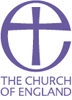 THE CHURCH
OF ENGLAND